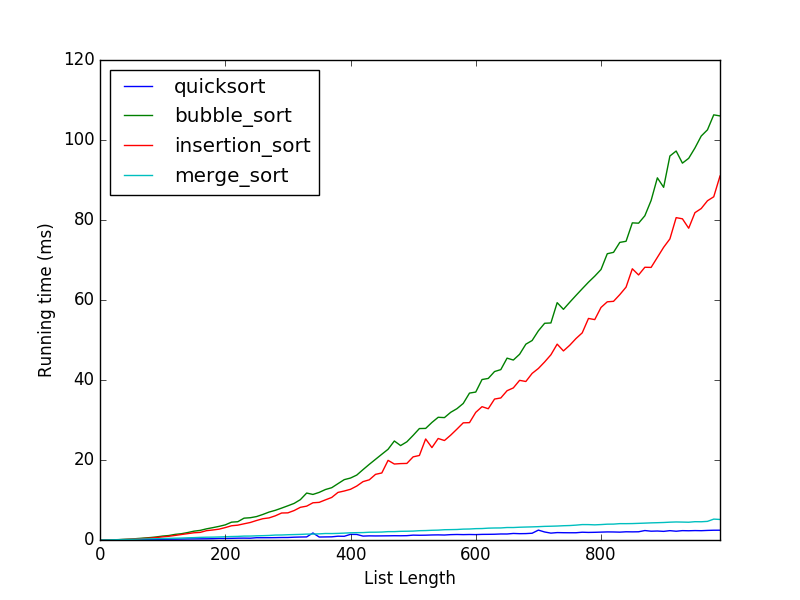 120
100
80
60
40
20
0
Running time (ms)
quicksort
bubble_sort
insertion_sort
merge_sort
0 200 400 600 800
List Length